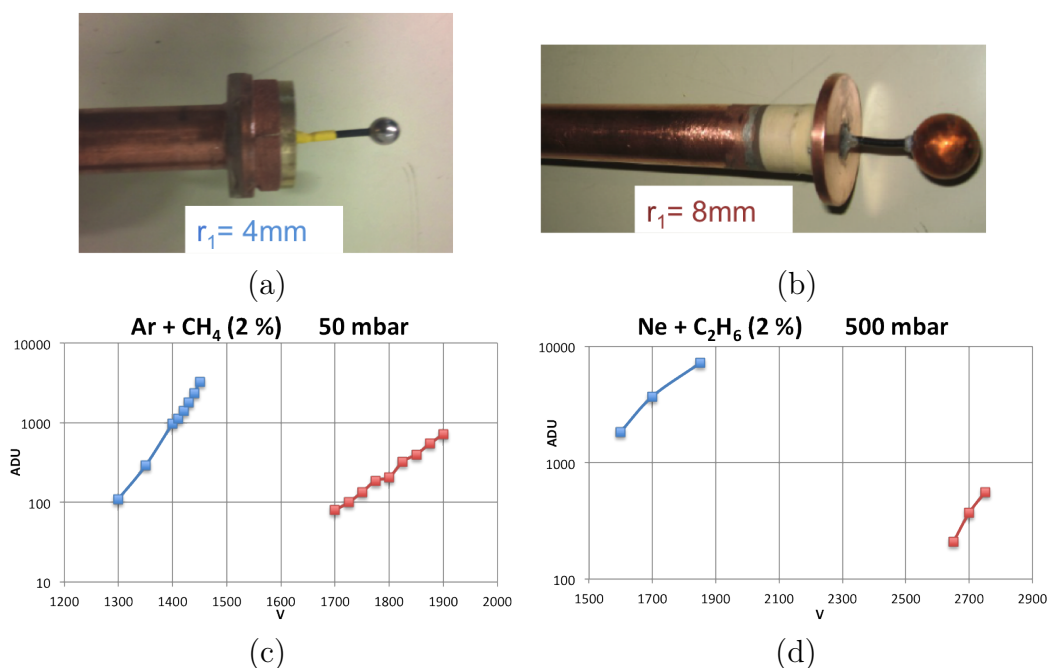 r₁= 4mm
r₁= 8mm
(a)
(b)
Ar + CH₄ (2 %) 50 mbar
10000
1000
100
10
ADU
1200 1300 1400 1500 1600 1700 1800 1900 2000
V
(c)
Ne + C₂H₆ (2 %) 500 mbar
10000
1000
100
ADU
1500 1700 1900 2100 2300 2500 2700 2900
V
(d)